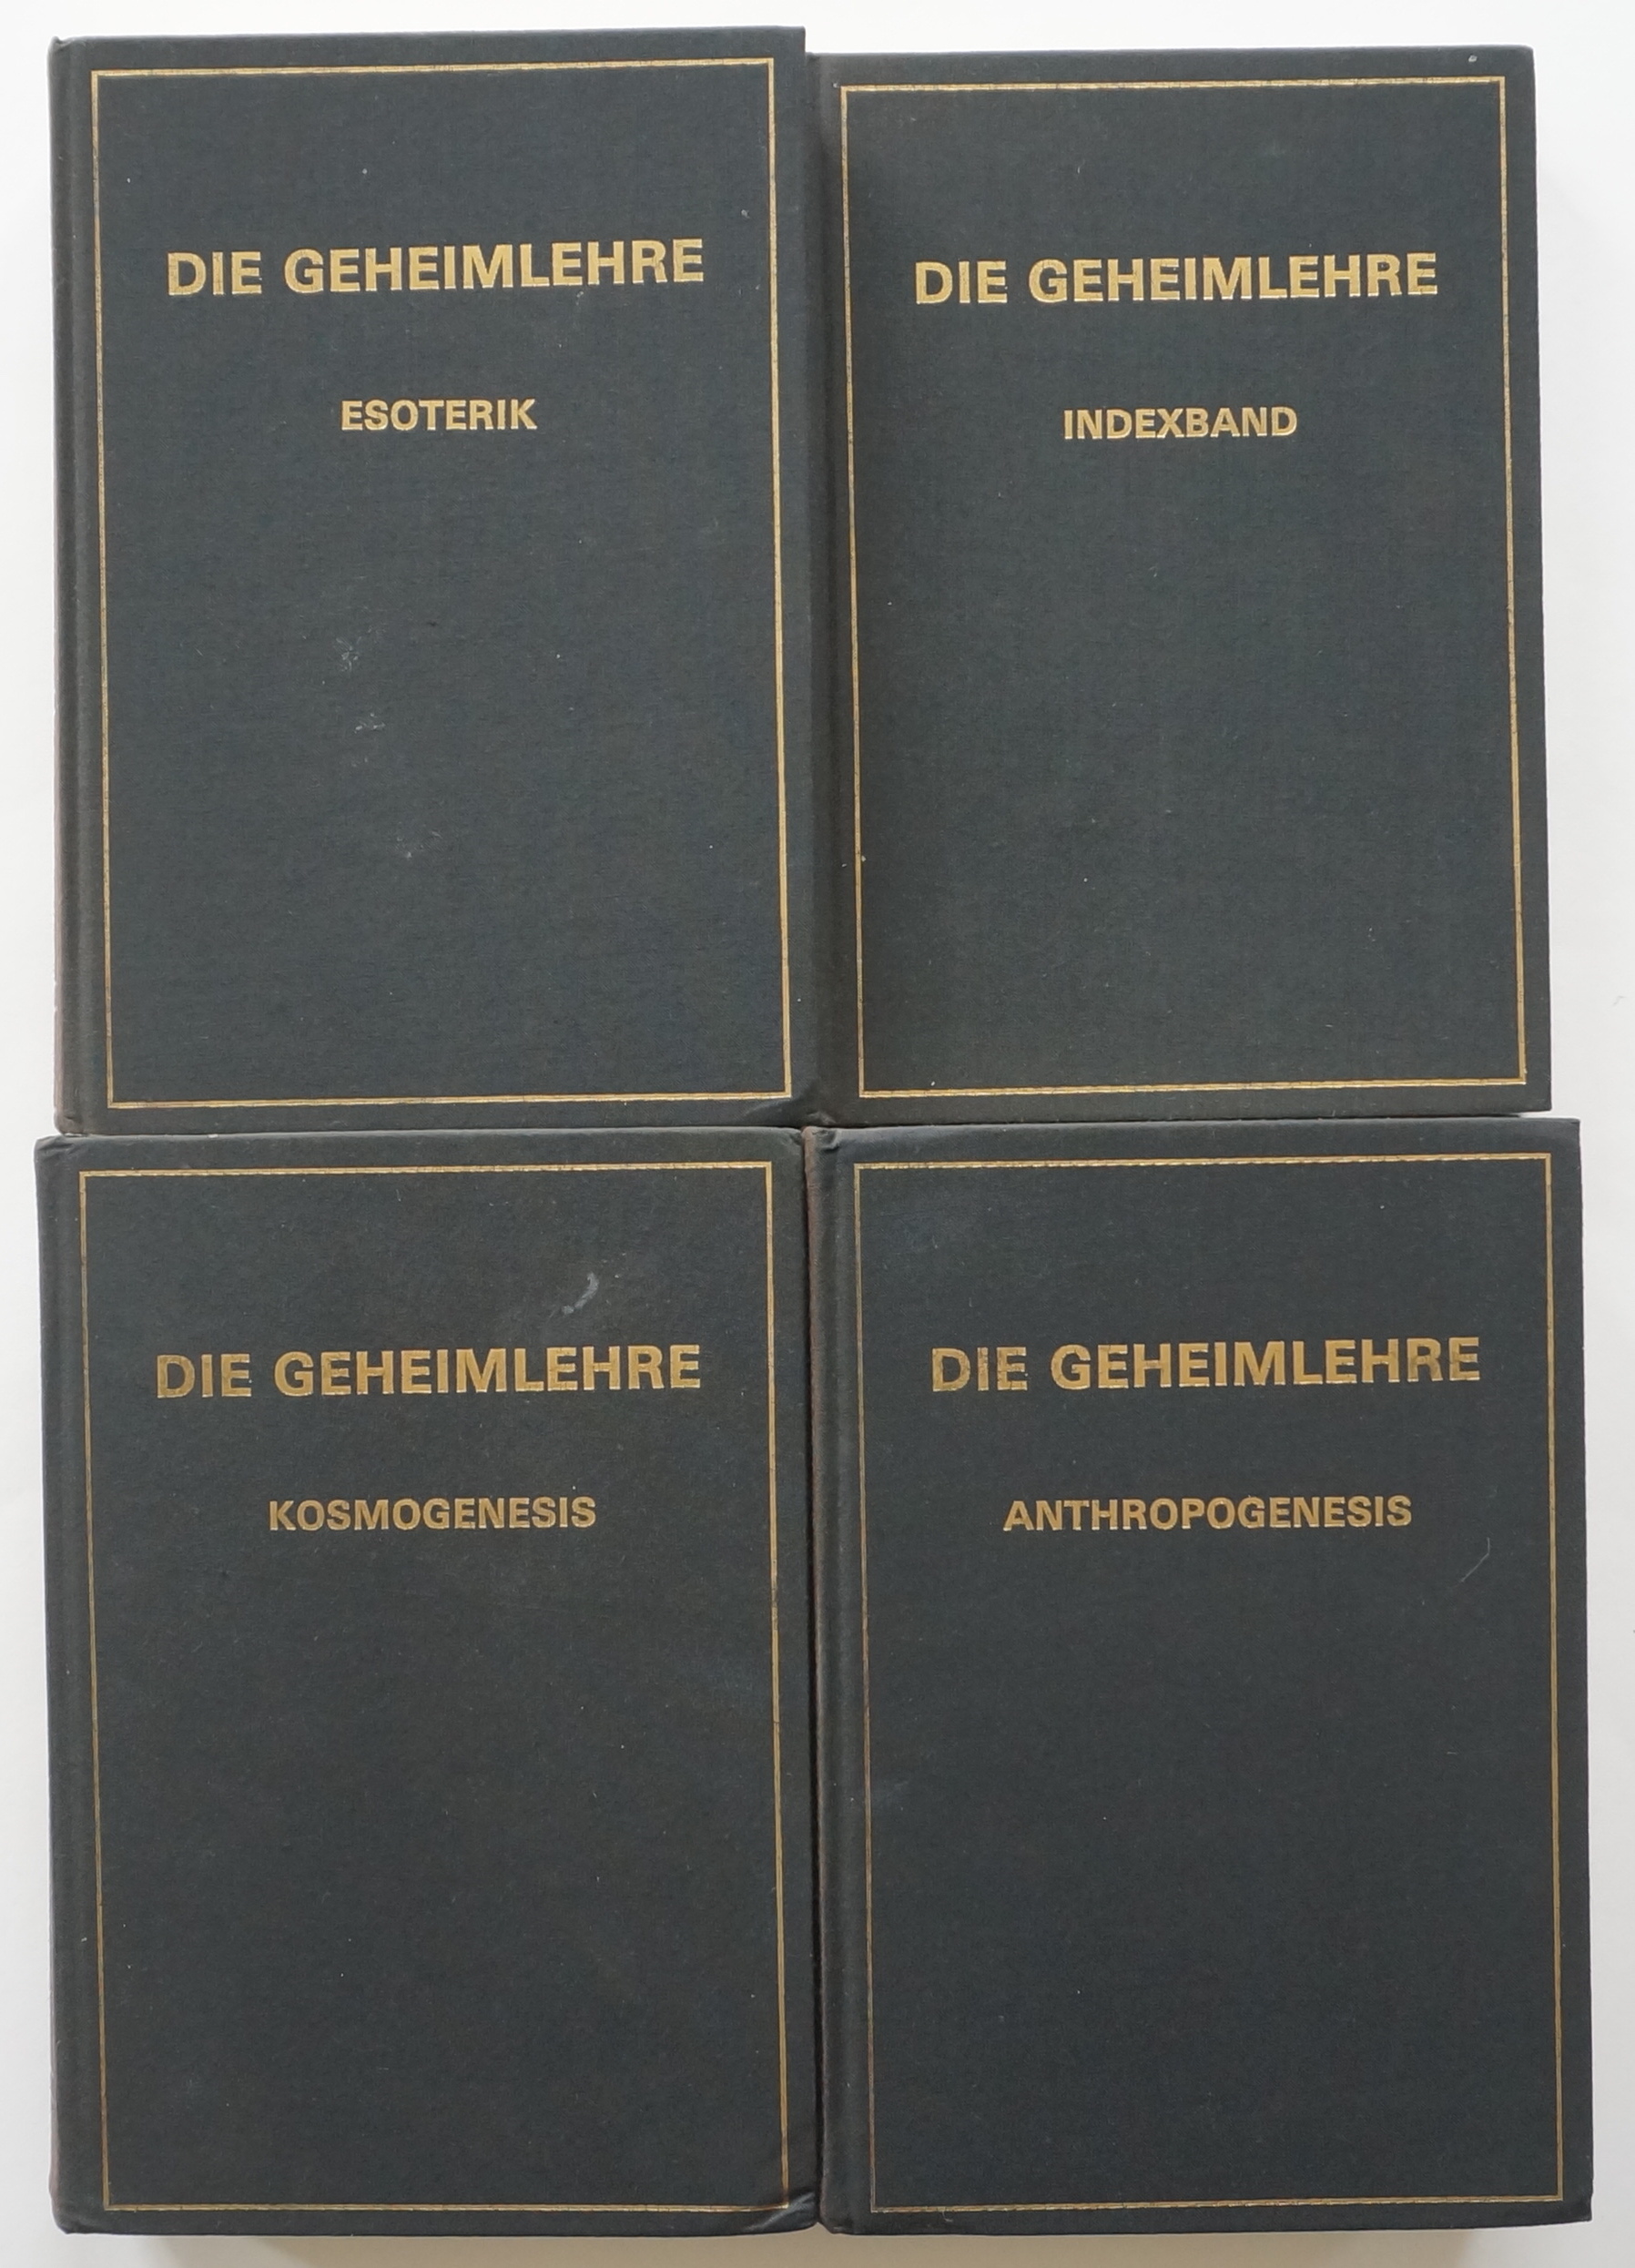 DIE GEHEIMLEHRE
ESOTERIK
DIE GEHEIMLEHRE
INDEXBAND
DIE GEHEIMLEHRE
KOSMOGENESIS
DIE GEHEIMLEHRE
ANTHROPOGENESIS